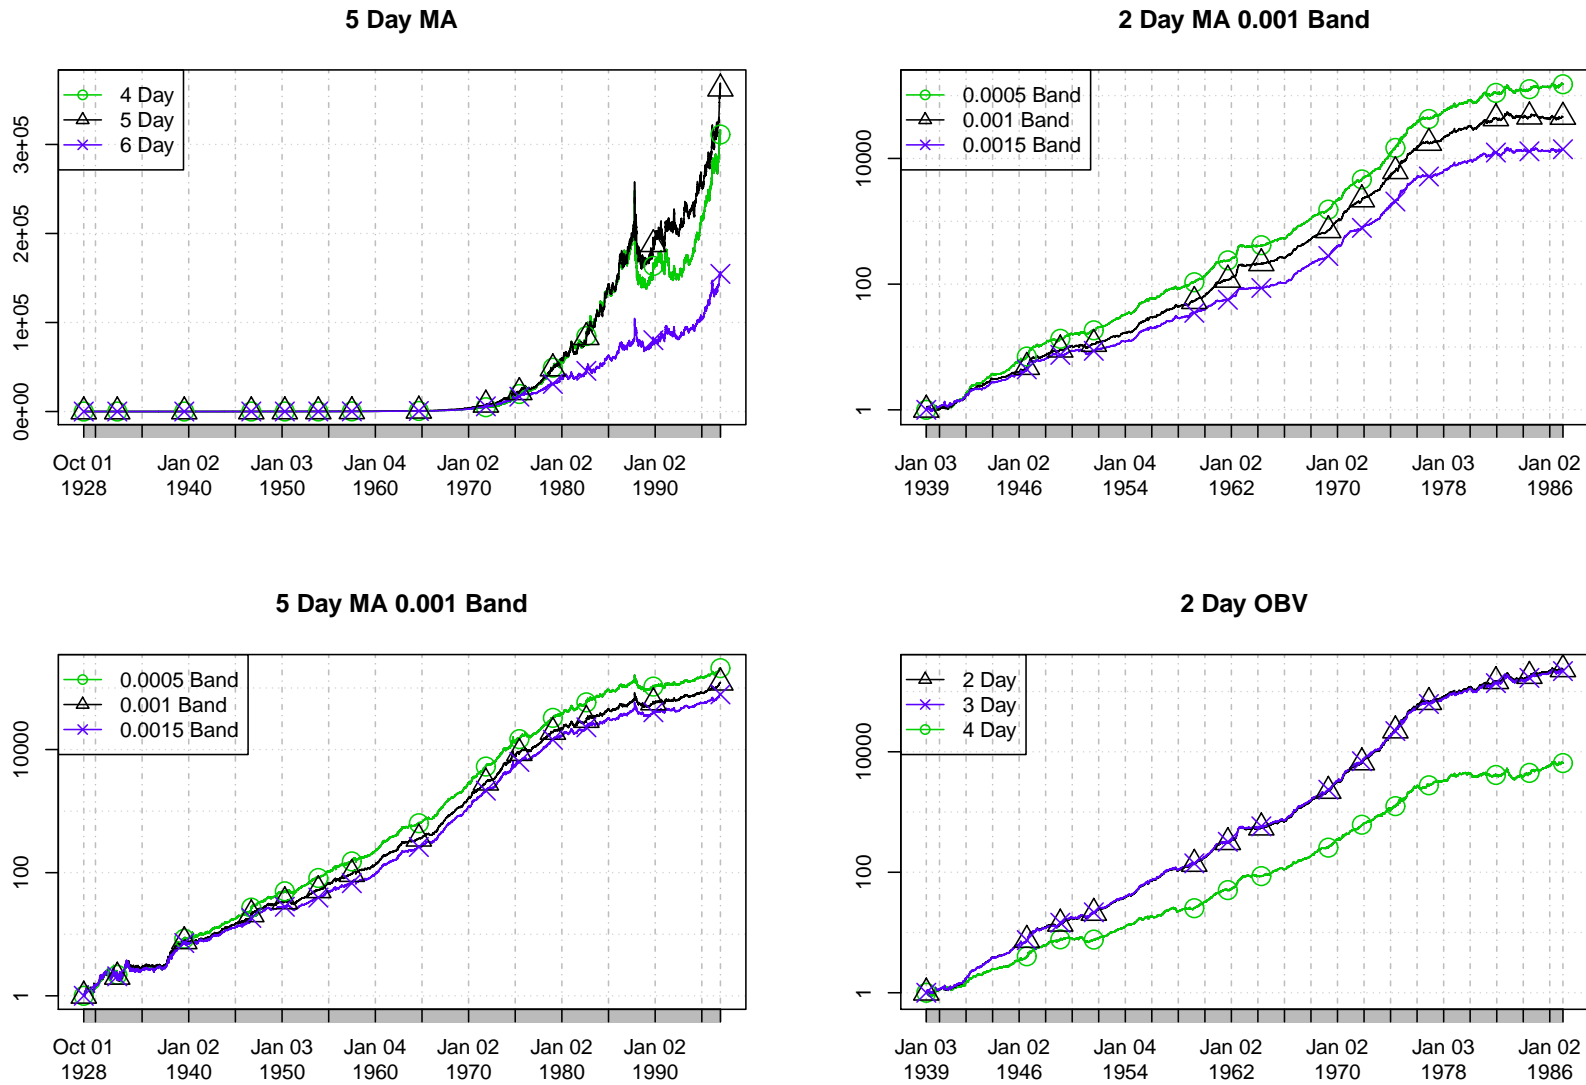 5 Day MA
4 Day
5 Day
6 Day
3e+05
2e+05
1e+05
0e+00
Oct 01 Jan 02 Jan 03 Jan 04 Jan 02 Jan 02 Jan 02
1928 1940 1950 1960 1970 1980 1990
2 Day MA 0.001 Band
0.0005 Band
0.001 Band
0.0015 Band
10000
100
1
Jan 03 Jan 02 Jan 04 Jan 02 Jan 02 Jan 03 Jan 02
1939 1946 1954 1962 1970 1978 1986
5 Day MA 0.001 Band
0.0005 Band
0.001 Band
0.0015 Band
10000
100
1
Oct 01 Jan 02 Jan 03 Jan 04 Jan 02 Jan 02 Jan 02
1928 1940 1950 1960 1970 1980 1990
2 Day OBV
2 Day
3 Day
4 Day
10000
100
1
Jan 03 Jan 02 Jan 04 Jan 02 Jan 02 Jan 03 Jan 02
1939 1946 1954 1962 1970 1978 1986